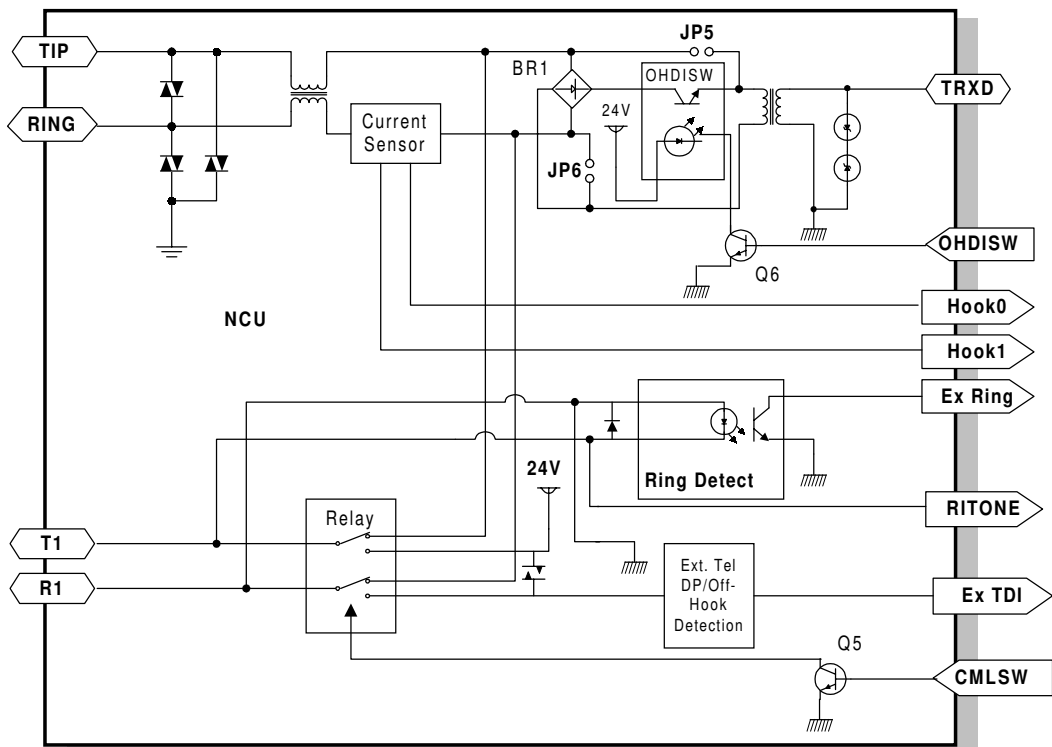 TIP
JP5
BR1
OHDISW
TRXD
24V
RING
Current
Sensor
JP6
OHDISW
Q6
Hook0
NCU
Hook1
Ex Ring
24V
Ring Detect
Relay
RITONE
T1
R1
Ext. Tel
DP/Off-
Hook
Detection
Ex TDI
Q5
CMLSW